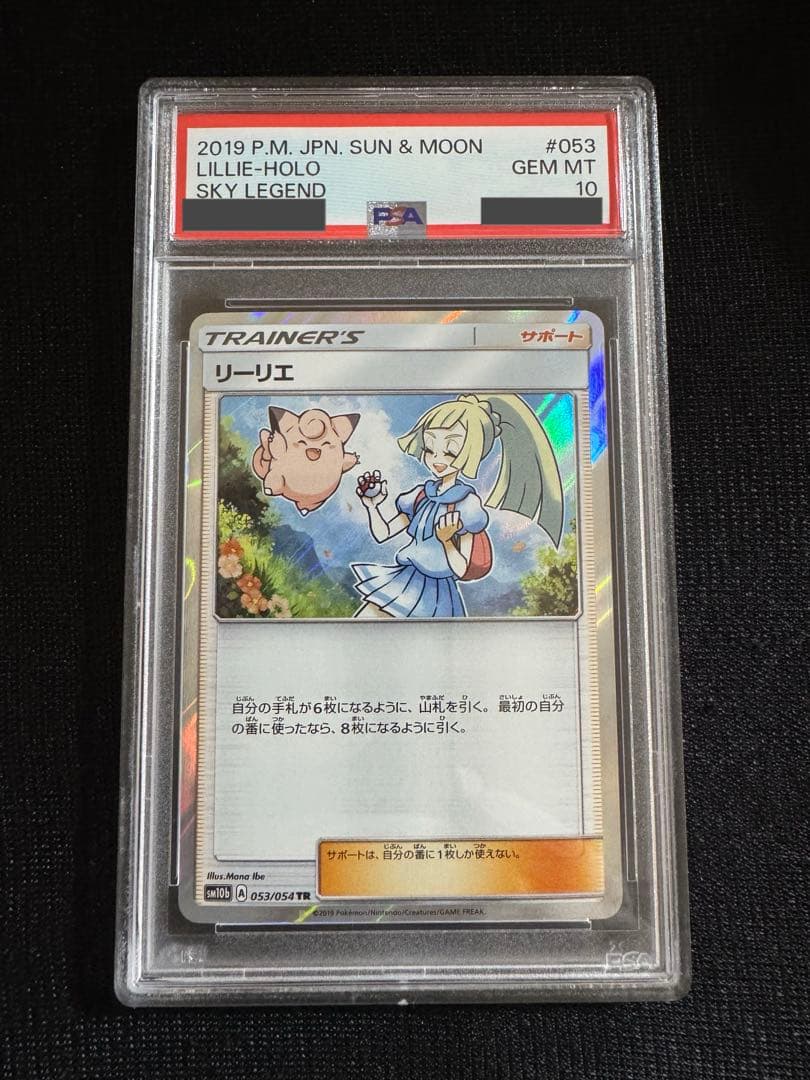 2019 P.M. JPN. SUN & MOON #053
LILLIE-HOLO GEM MT
SKY LEGEND 10
PSA
TRAINER'S サポート
リーリエ
自分の手札が6枚になるように、山札を引く。最初の自分
の番に使ったなら、8枚になるように引く。
サポートは、自分の番に1枚しか使えない。
Illus.Mana Ibe
sm10b A 053/054 TR
©2019 Pokémon/Nintendo/Creatures/GAME FREAK.
PSA